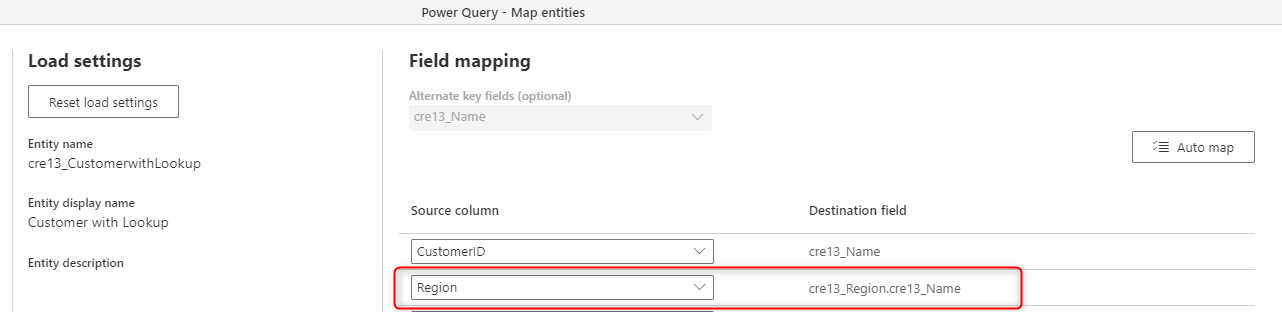 Power Query - Map entities
Load settings
Reset load settings
Entity name
cre13_CustomerwithLookup
Entity display name
Customer with Lookup
Entity description
Field mapping
Alternate key fields (optional)
cre13_Name
Auto map
Source column Destination field
CustomerID cre13_Name
Region cre13_Region.cre13_Name